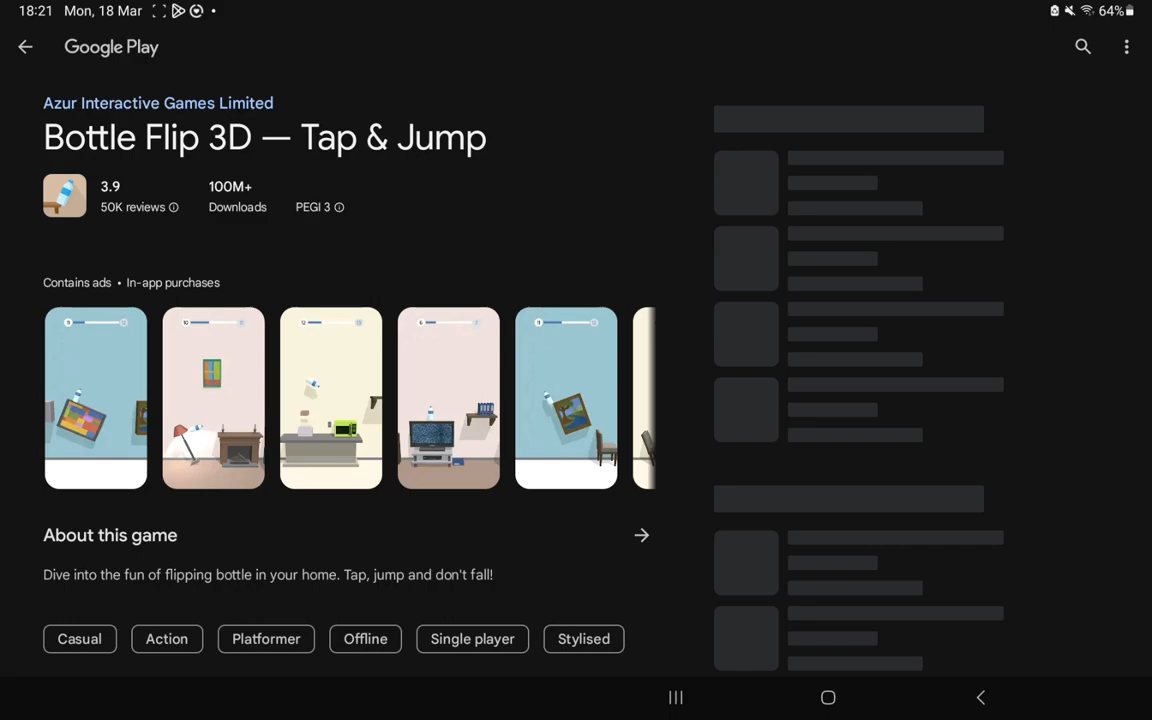 18:21 Mon, 18 Mar
64%
Google Play
Azur Interactive Games Limited
Bottle Flip 3D — Tap & Jump
3.9
50K reviews
100M+
Downloads
PEGI 3
Contains ads • In-app purchases
About this game
Dive into the fun of flipping bottle in your home. Tap, jump and don't fall!
Casual Action Platformer Offline Single player Stylised